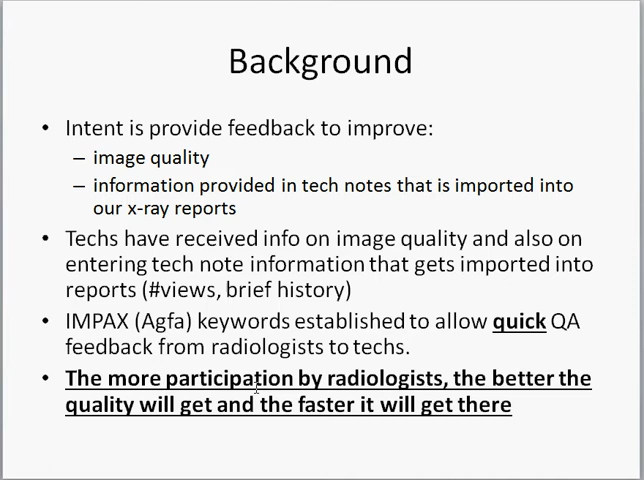 Background
• Intent is provide feedback to improve:
– image quality
– information provided in tech notes that is imported into
our x-ray reports
• Techs have received info on image quality and also on
entering tech note information that gets imported into
reports (#views, brief history)
• IMPAX (Agfa) keywords established to allow quick QA
feedback from radiologists to techs.
• The more participation by radiologists, the better the
quality will get and the faster it will get there